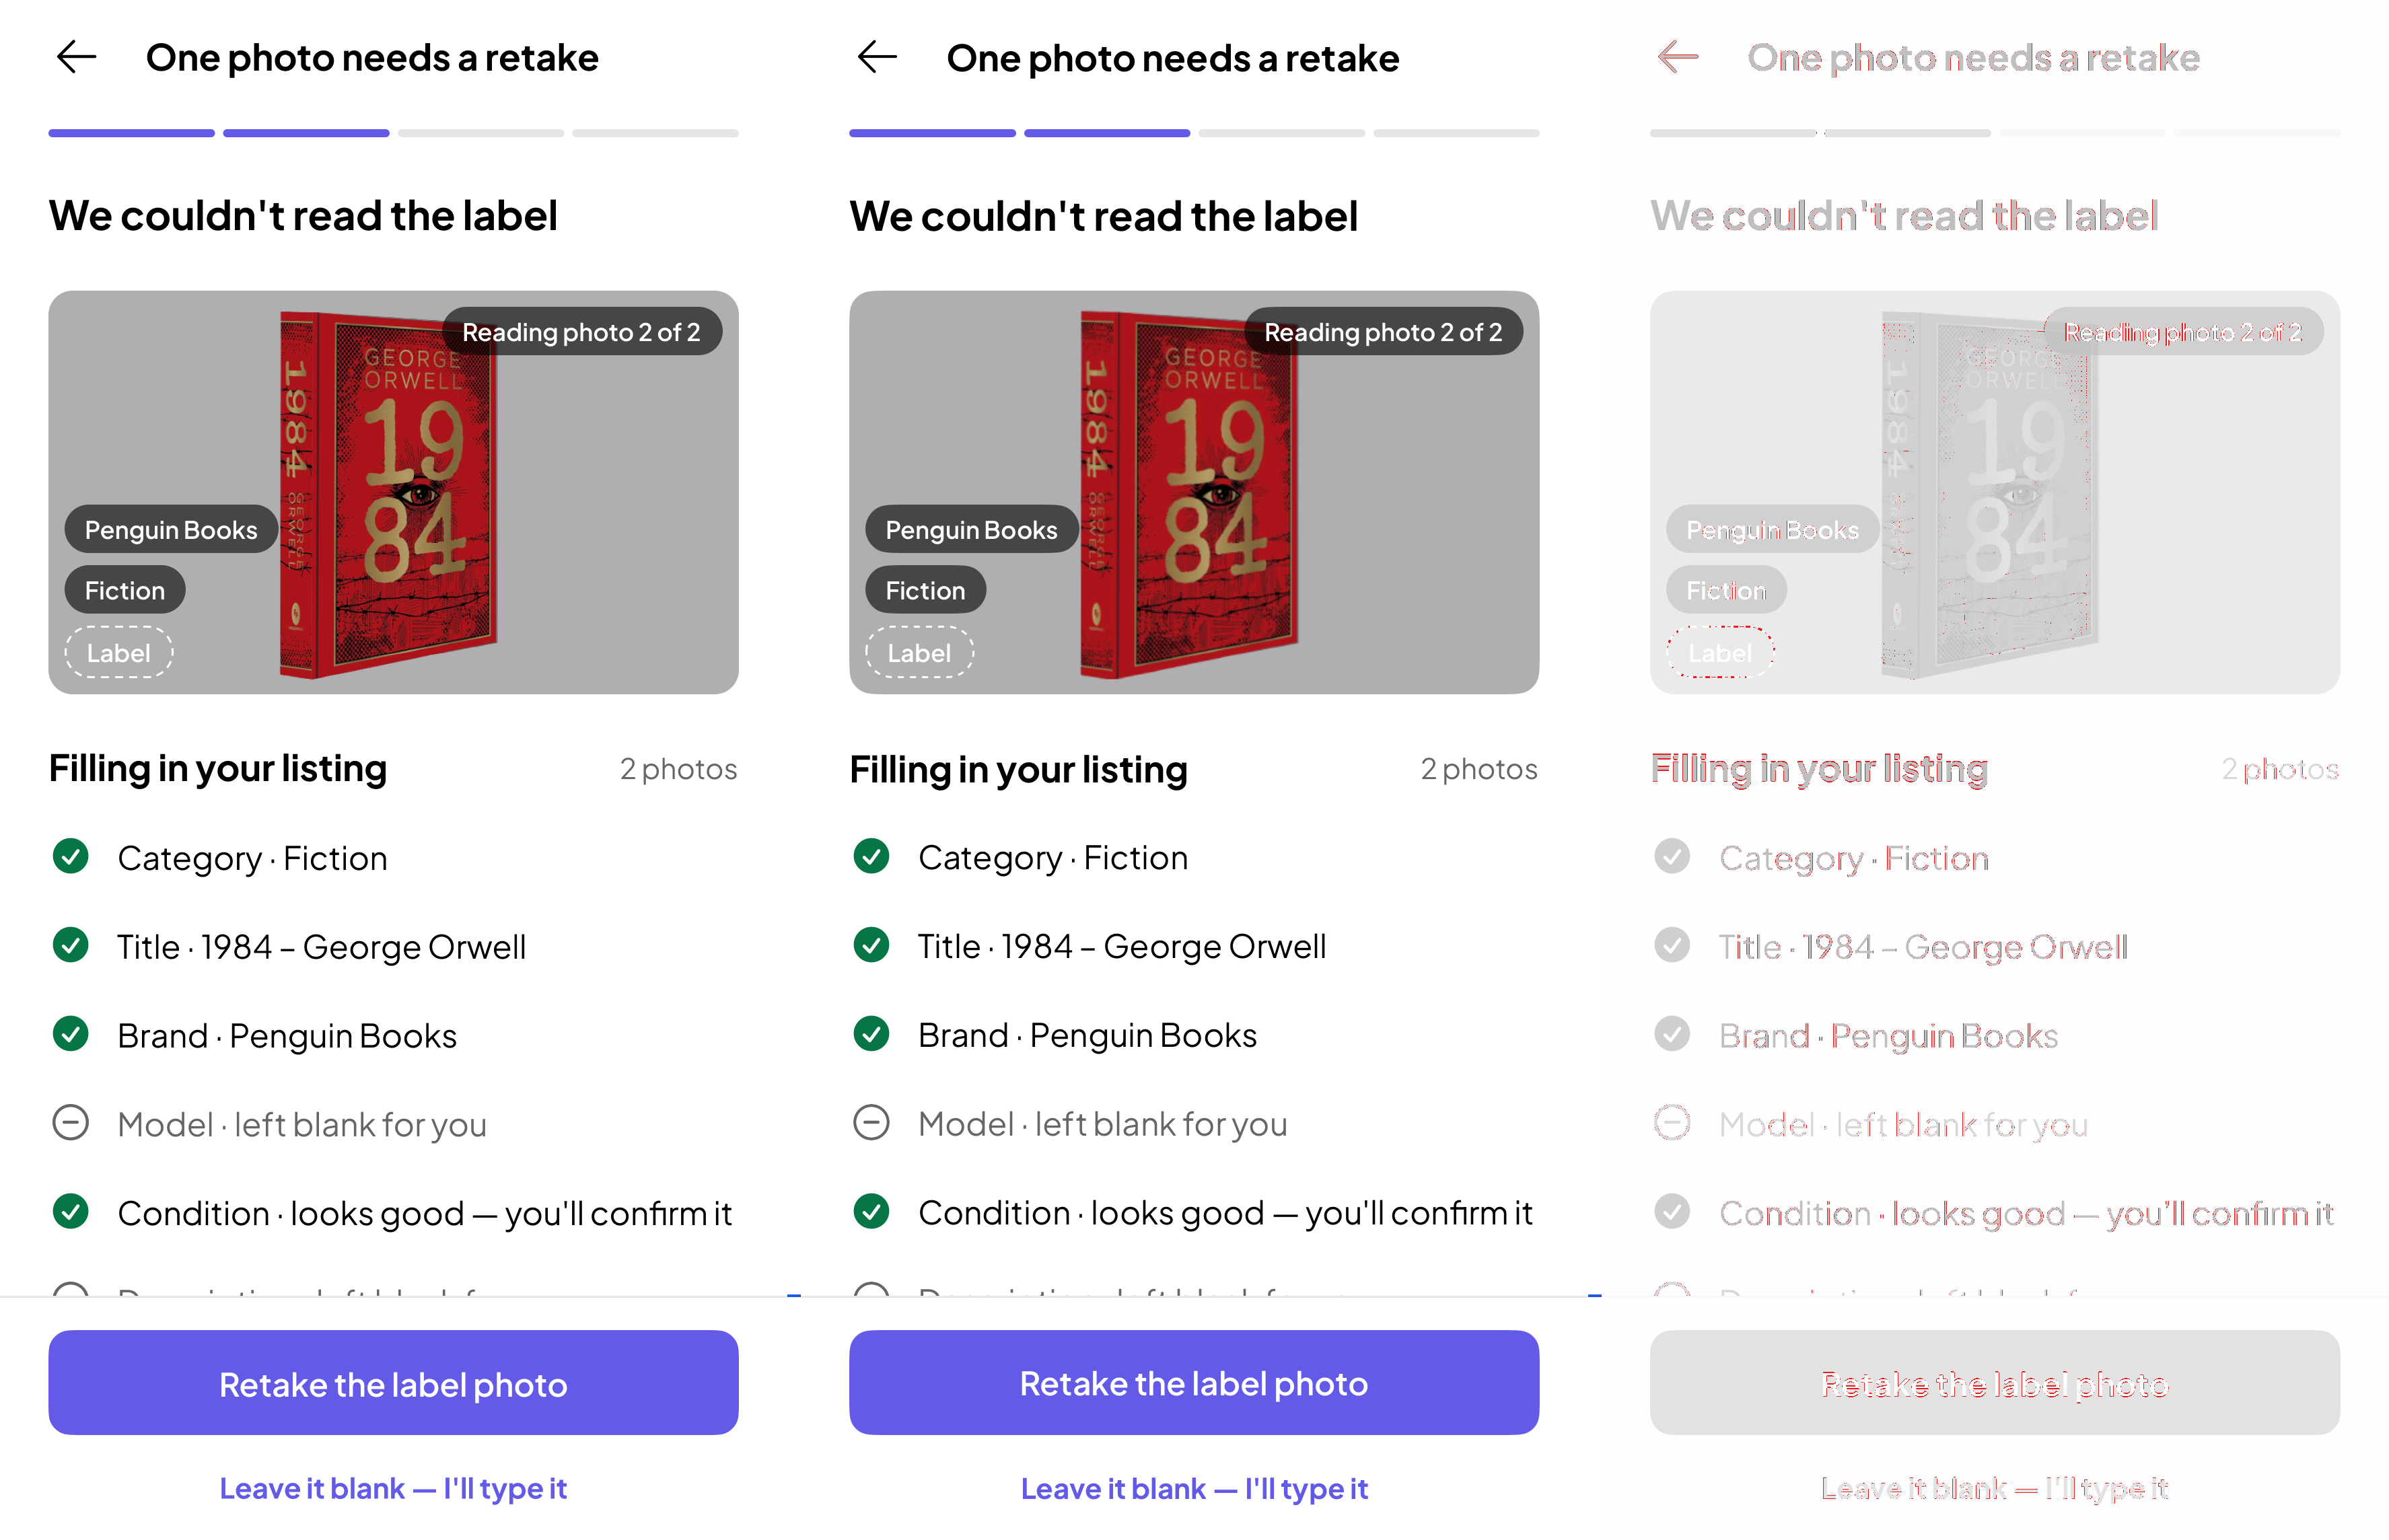 One photo needs a retake
We couldn't read the label
Reading photo 2 of 2
GEORGE
ORWELL
19
84
1984
GEORGE
ORWELL
Penguin Books
Fiction
Label
Filling in your listing
2 photos
Category · Fiction
Title · 1984 – George Orwell
Brand · Penguin Books
Model · left blank for you
Condition · looks good — you'll confirm it
Retake the label photo
Leave it blank — I'll type it
One photo needs a retake
We couldn't read the label
Reading photo 2 of 2
GEORGE
ORWELL
19
84
1984
GEORGE
ORWELL
Penguin Books
Fiction
Label
Filling in your listing
2 photos
Category · Fiction
Title · 1984 – George Orwell
Brand · Penguin Books
Model · left blank for you
Condition · looks good — you'll confirm it
Retake the label photo
Leave it blank — I'll type it
One photo needs a retake
We couldn't read the label
Reading photo 2 of 2
GEORGE
ORWELL
19
84
1984
Penguin Books
Fiction
Label
Filling in your listing
2 photos
Category · Fiction
Title · 1984 – George Orwell
Brand · Penguin Books
Model · left blank for you
Condition · looks good — you'll confirm it
Retake the label photo
Leave it blank — I'll type it